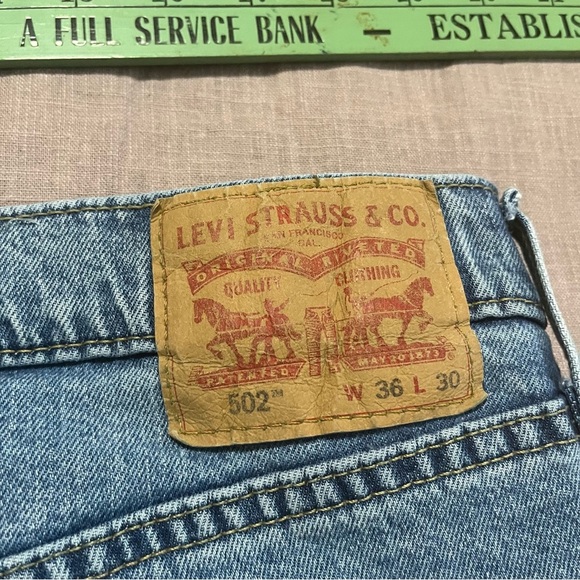 A FULL SERVICE BANK — ESTABLIS
LEVI STRAUSS & CO.
SAN FRANCISCO
CAL.
ORIGINAL RIVETED
QUALITY CLOTHING
PATENTED MAY 20 1873
502™ W 36 L 30